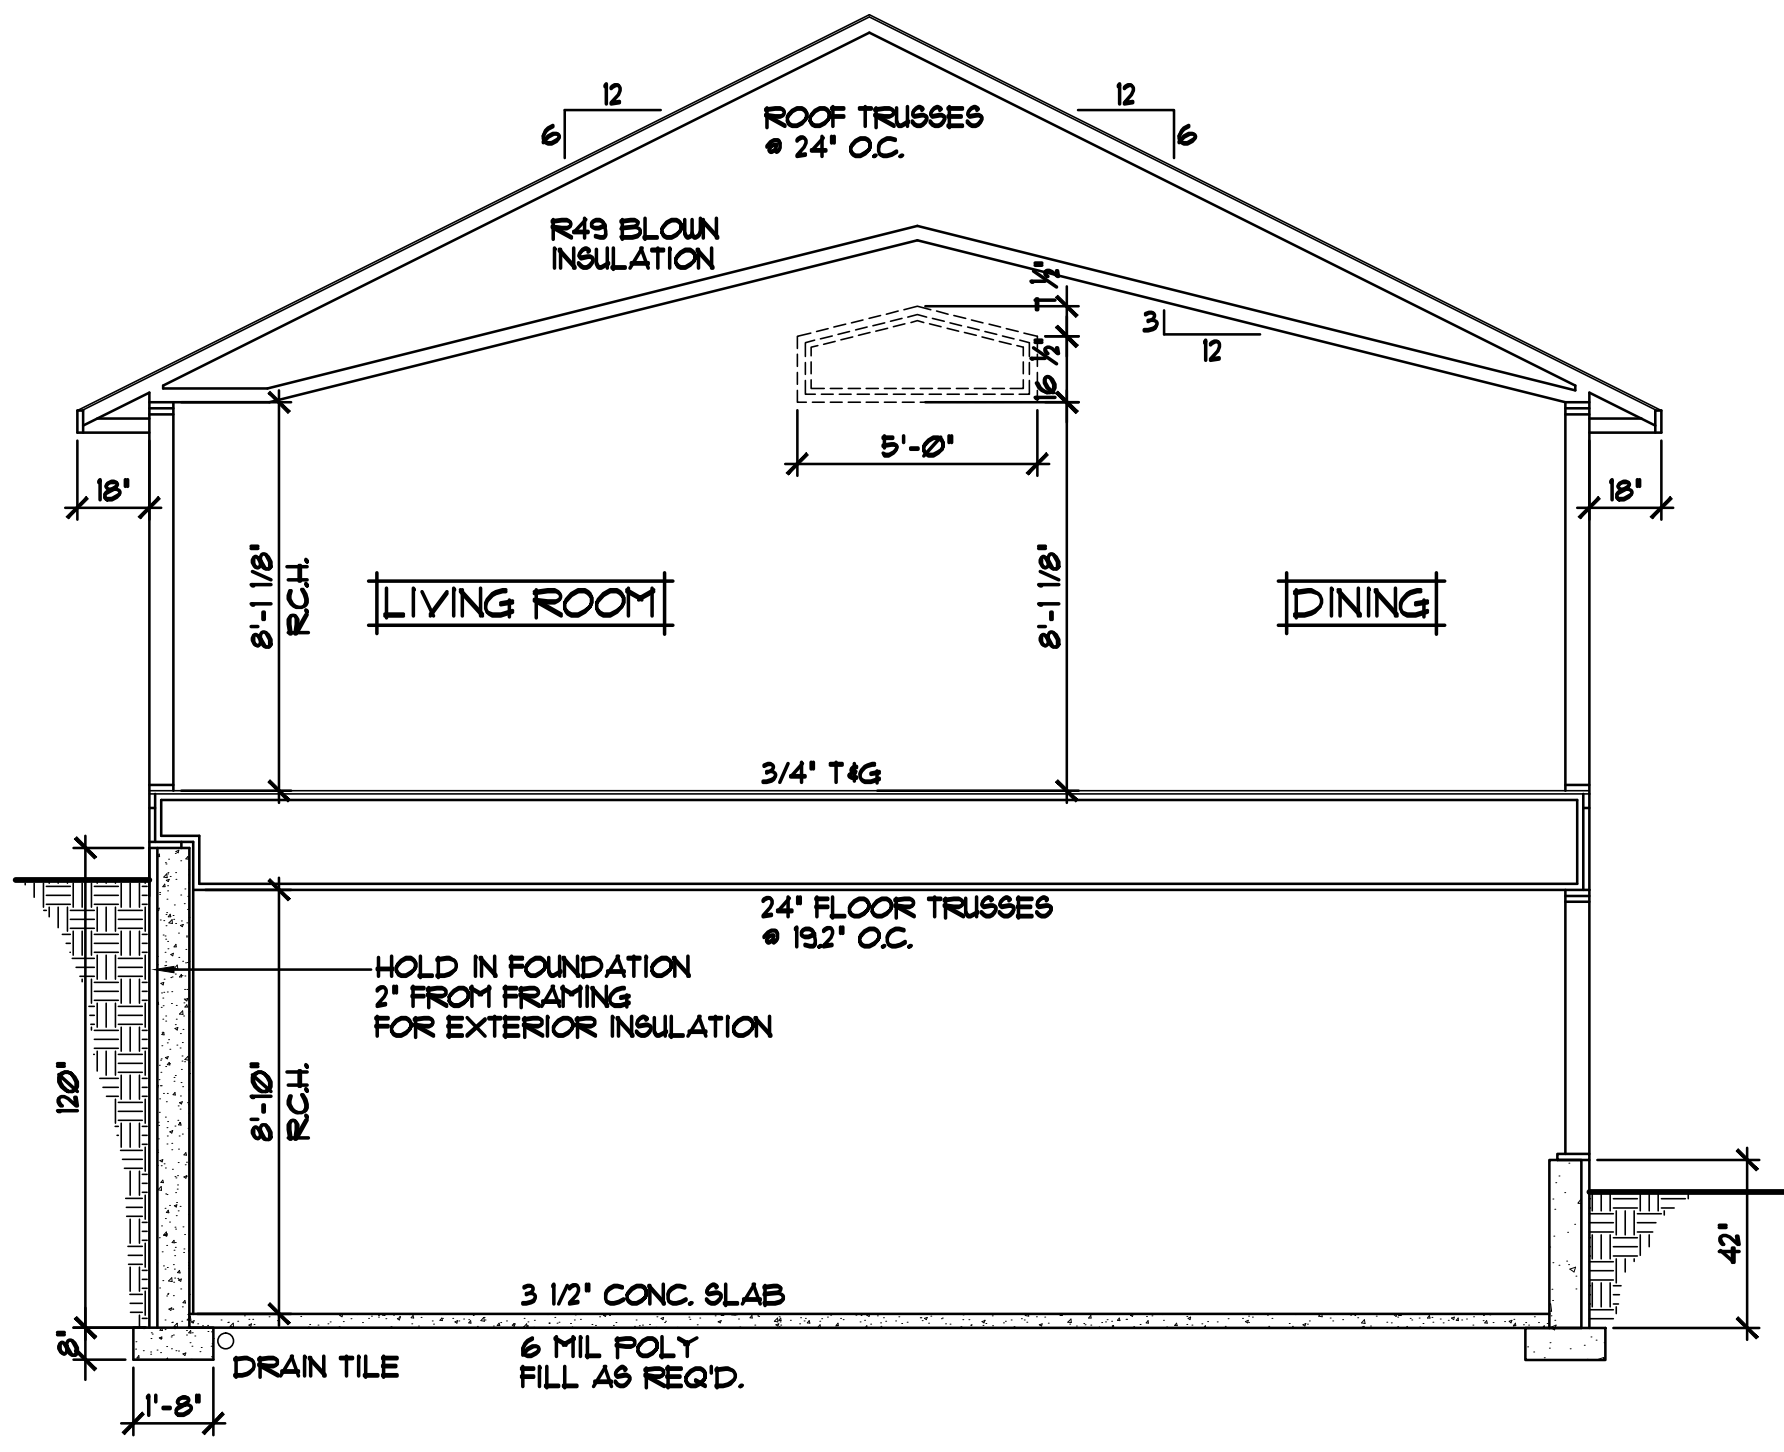 12
12
6
6
ROOF TRUSSES
@ 24" O.C.
R49 BLOWN
INSULATION
7 ½"
3
12
16 ½"
5'-0"
18"
18"
8'-1 1/8"
R.C.H.
LIVING ROOM
8'-1 1/8"
DINING
3/4" T&G
24" FLOOR TRUSSES
@ 19.2" O.C.
HOLD IN FOUNDATION
2" FROM FRAMING
FOR EXTERIOR INSULATION
120"
8'-10"
R.C.H.
42"
3 1/2" CONC. SLAB
8"
6 MIL POLY
FILL AS REQ'D.
DRAIN TILE
1'-8"